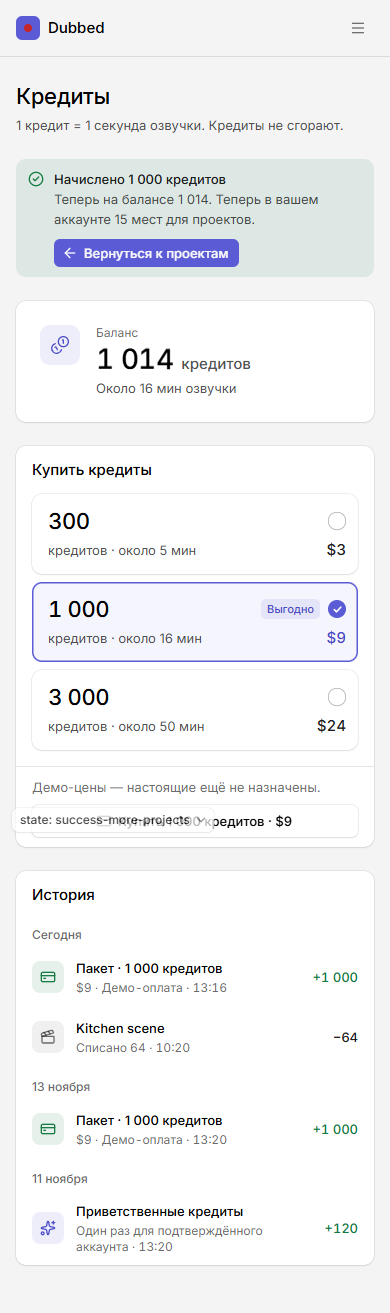 Dubbed
Кредиты
1 кредит = 1 секунда озвучки. Кредиты не сгорают.
Начислено 1 000 кредитов
Теперь на балансе 1 014. Теперь в вашем
аккаунте 15 мест для проектов.
Вернуться к проектам
Баланс
1 014 кредитов
Около 16 мин озвучки
Купить кредиты
300
кредитов · около 5 мин
$3
1 000
Выгодно
кредитов · около 16 мин
$9
3 000
кредитов · около 50 мин
$24
Демо-цены — настоящие ещё не назначены.
state: success-more-projects
кредитов · $9
История
Сегодня
Пакет · 1 000 кредитов
$9 · Демо-оплата · 13:16
+1 000
Kitchen scene
Списано 64 · 10:20
−64
13 ноября
Пакет · 1 000 кредитов
$9 · Демо-оплата · 13:20
+1 000
11 ноября
Приветственные кредиты
Один раз для подтверждённого
аккаунта · 13:20
+120